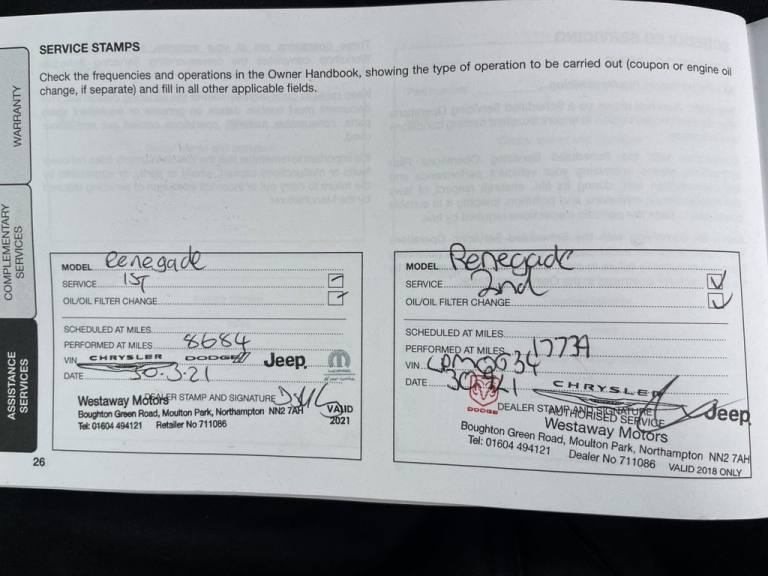 SERVICE STAMPS
Check the frequencies and operations in the Owner Handbook, showing the type of operation to be carried out (coupon or engine oil
change, if separate) and fill in all other applicable fields.
WARRANTY
COMPLEMENTARY
SERVICES
ASSISTANCE
SERVICES
MODEL Renegade
SERVICE 1ST
OIL/OIL FILTER CHANGE
SCHEDULED AT MILES
PERFORMED AT MILES 8684
VIN CHRYSLER DODGE Jeep
DATE 30.3.21
DEALER STAMP AND SIGNATURE
Westaway Motors
Boughton Green Road, Moulton Park, Northampton NN2 7AH
Tel: 01604 494121 Retailer No 711086
VALID
2021
MODEL Renegade
SERVICE 2nd
OIL/OIL FILTER CHANGE
SCHEDULED AT MILES
PERFORMED AT MILES 17739
VIN
DATE
DODGE
CHRYSLER
Jeep
DEALER STAMP AND SIGNATURE
AUTHORISED SERVICE
Westaway Motors
Boughton Green Road, Moulton Park, Northampton NN2 7AH
Tel: 01604 494121 Dealer No 711086 VALID 2018 ONLY
26